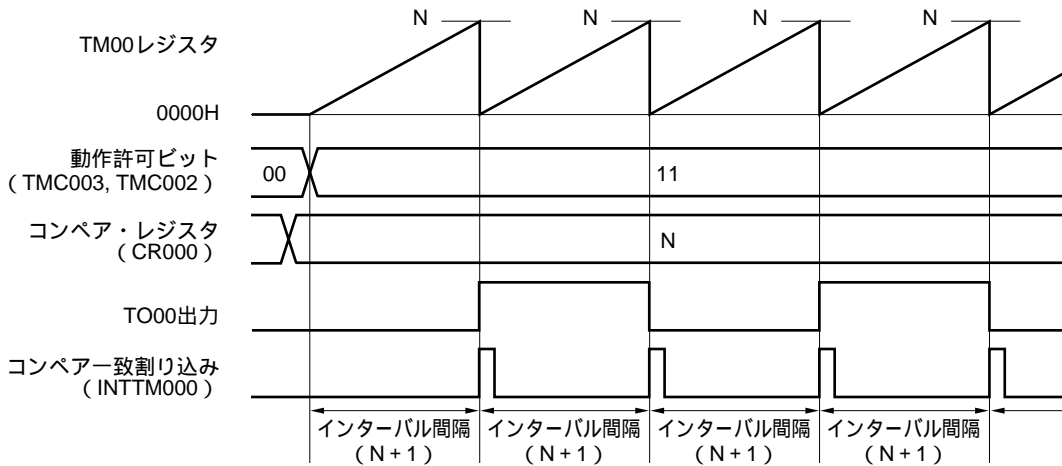 N N N N
TM00レジスタ
0000H
動作許可ビット
(TMC003, TMC002)
00 11
コンペア・レジスタ
(CR000)
N
TO00出力
コンペア一致割り込み
(INTTM000)
インターバル間隔 インターバル間隔 インターバル間隔 インターバル間隔
(N+1) (N+1) (N+1) (N+1)